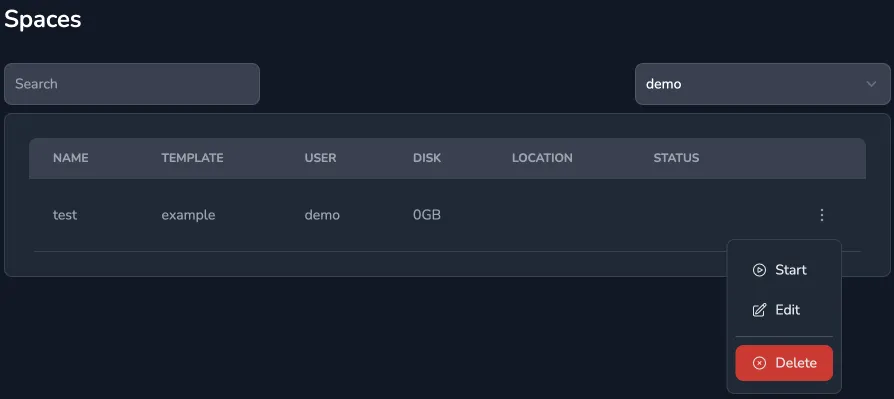 Spaces
Search
demo
NAME TEMPLATE USER DISK LOCATION STATUS
test example demo 0GB
Start
Edit
Delete